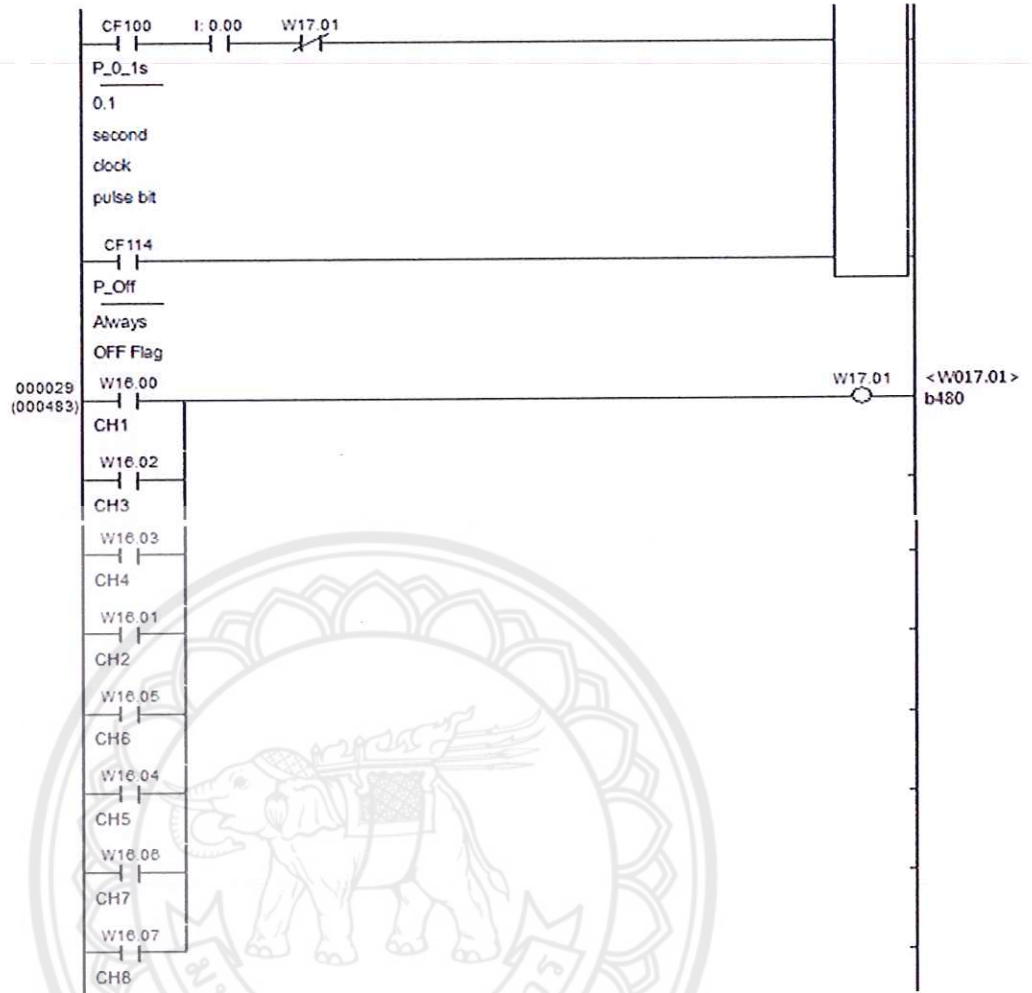 CF100 I: 0.00 W17.01
P_0_1s
0.1
second
clock
pulse bit
CF114
P_Off
Always
OFF Flag
000029 W16.00 W17.01 <W017.01>
(000483) b480
CH1
W16.02
CH3
W16.03
CH4
W16.01
CH2
W16.05
CH6
W16.04
CH5
W16.06
CH7
W16.07
CH8